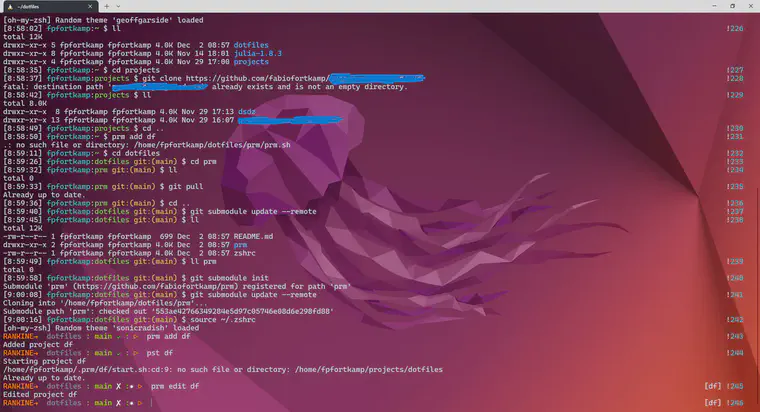 ~/dotfiles
[oh-my-zsh] Random theme 'geoffgarside' loaded
[8:58:02] fpfortkamp:~ $ ll !226
total 12K
drwxr-xr-x 5 fpfortkamp fpfortkamp 4.0K Dec 2 08:57 dotfiles
drwxr-xr-x 8 fpfortkamp fpfortkamp 4.0K Nov 14 18:01 julia-1.8.3
drwxr-xr-x 4 fpfortkamp fpfortkamp 4.0K Nov 29 17:00 projects
[8:58:35] fpfortkamp:~ $ cd projects !227
[8:58:37] fpfortkamp:projects $ git clone https://github.com/fabiofortkamp/ !228
fatal: destination path ' already exists and is not an empty directory.
[8:58:42] fpfortkamp:projects $ ll !229
total 8.0K
drwxr-xr-x 8 fpfortkamp fpfortkamp 4.0K Nov 29 17:13 dsdz
drwxr-xr-x 13 fpfortkamp fpfortkamp 4.0K Nov 29 16:07
[8:58:49] fpfortkamp:projects $ cd .. !230
[8:58:50] fpfortkamp:~ $ prm add df !231
.: no such file or directory: /home/fpfortkamp/dotfiles/prm/prm.sh
[8:59:11] fpfortkamp:~ $ cd dotfiles !232
[8:59:26] fpfortkamp:dotfiles git:(main) $ cd prm !233
[8:59:32] fpfortkamp:prm git:(main) $ ll !234
total 0
[8:59:33] fpfortkamp:prm git:(main) $ git pull !235
Already up to date.
[8:59:36] fpfortkamp:prm git:(main) $ cd .. !236
[8:59:40] fpfortkamp:dotfiles git:(main) $ git submodule update --remote !237
[8:59:45] fpfortkamp:dotfiles git:(main) $ ll !238
total 12K
-rw-r--r-- 1 fpfortkamp fpfortkamp 699 Dec 2 08:57 README.md
drwxr-xr-x 2 fpfortkamp fpfortkamp 4.0K Dec 2 08:57 prm
-rw-r--r-- 1 fpfortkamp fpfortkamp 4.0K Dec 2 08:57 zshrc
[8:59:49] fpfortkamp:dotfiles git:(main) $ ll prm !239
total 0
[8:59:58] fpfortkamp:dotfiles git:(main) $ git submodule init !240
Submodule 'prm' (https://github.com/fabiofortkamp/prm) registered for path 'prm'
[9:00:08] fpfortkamp:dotfiles git:(main) $ git submodule update --remote !241
Cloning into '/home/fpfortkamp/dotfiles/prm'...
Submodule path 'prm': checked out
[9:00:16] fpfortkamp:dotfiles git:(main) $ source ~/.zshrc !242
[oh-my-zsh] Random theme 'sonicradish' loaded
RANKINE→ dotfiles : main ✓ : ▷ prm add df !243
Added project df
RANKINE→ dotfiles : main ✓ : ▷ pst df !244
Starting project df
/home/fpfortkamp/.prm/df/start.sh:cd:9: no such file or directory: /home/fpfortkamp/projects/dotfiles
Already up to date.
RANKINE→ dotfiles : main ✗ :● ▷ prm edit df [df] !245
Edited project df
RANKINE→ dotfiles : main ✗ :● ▷ [df] !246